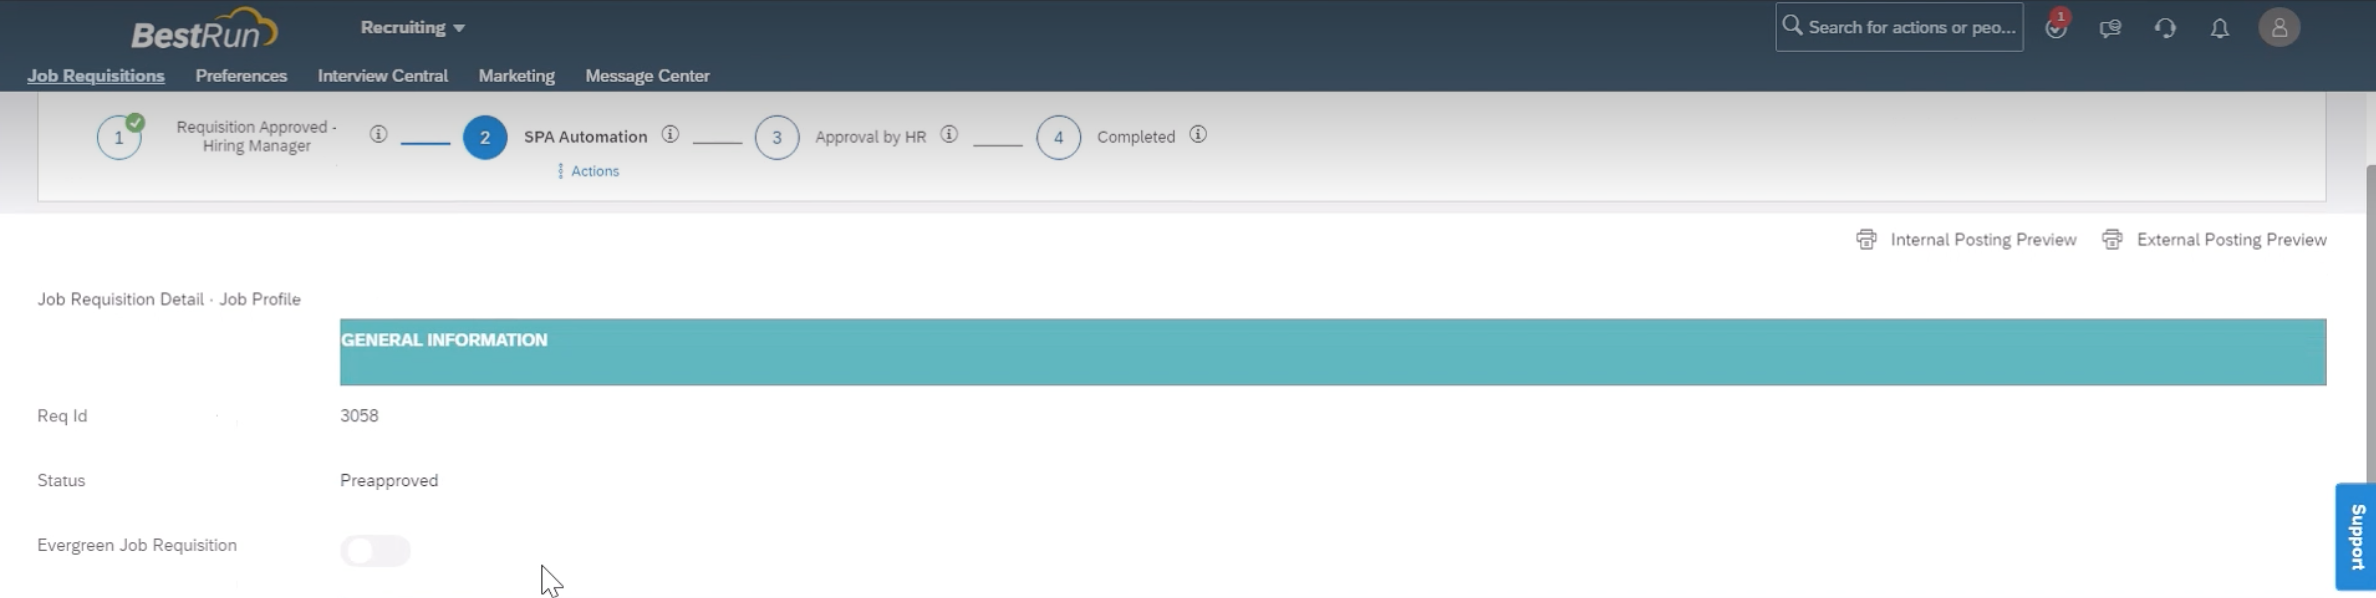 BestRun
Recruiting
Search for actions or peo...
1
Job Requisitions
Preferences
Interview Central
Marketing
Message Center
1
Requisition Approved -
Hiring Manager
2
SPA Automation
Actions
3
Approval by HR
4
Completed
Internal Posting Preview
External Posting Preview
Job Requisition Detail · Job Profile
GENERAL INFORMATION
Req Id
3058
Status
Preapproved
Evergreen Job Requisition
Support